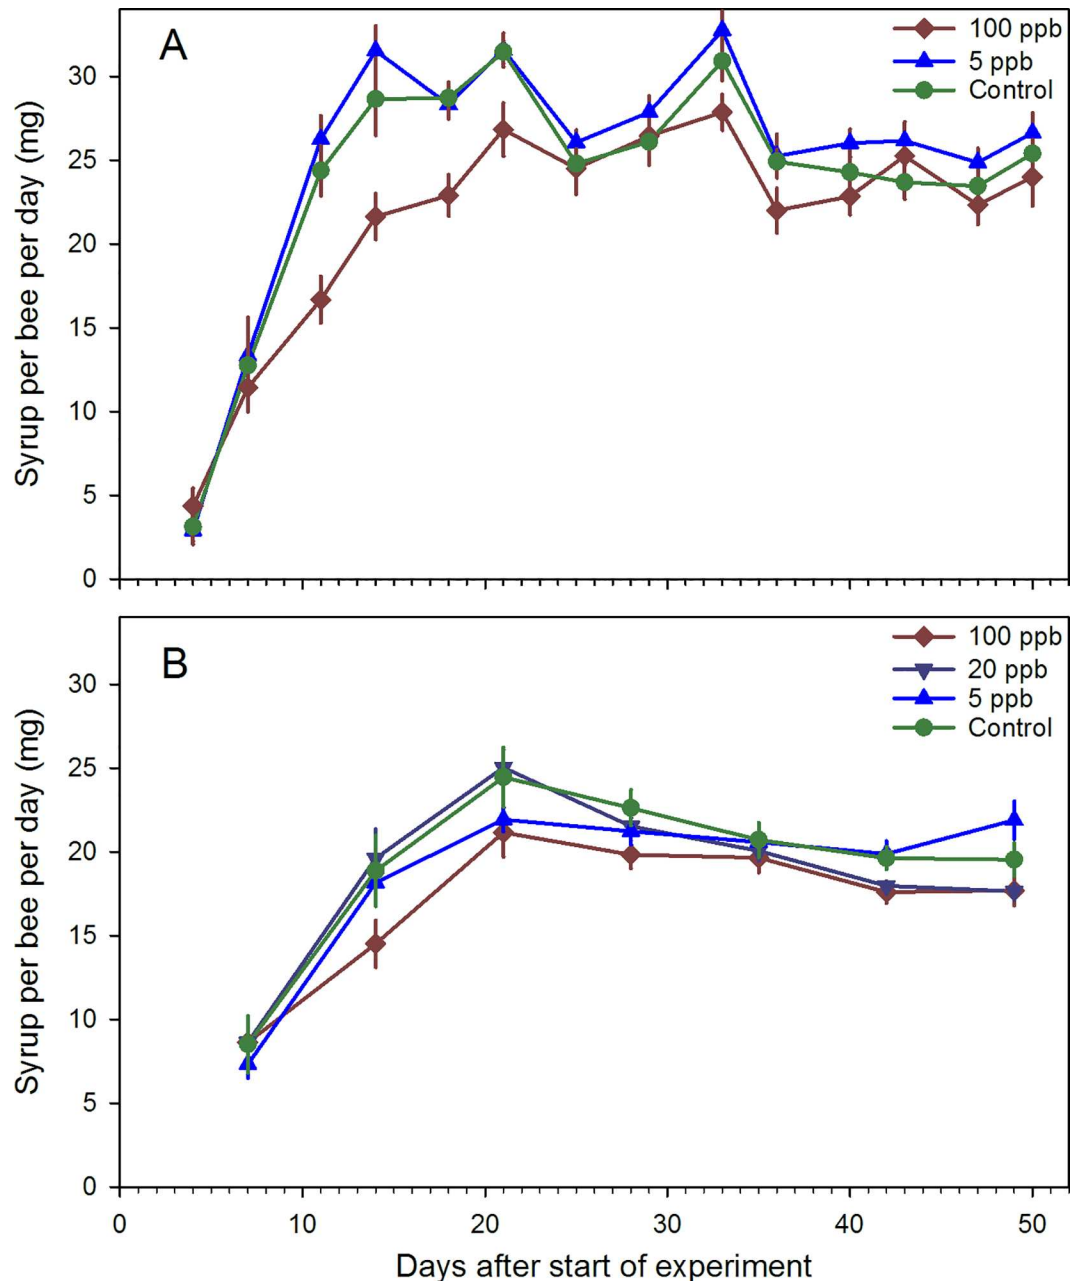 A
100 ppb
5 ppb
Control
Syrup per bee per day (mg)
30
25
20
15
10
5
0
B
100 ppb
20 ppb
5 ppb
Control
Syrup per bee per day (mg)
30
25
20
15
10
5
0
0 10 20 30 40 50
Days after start of experiment